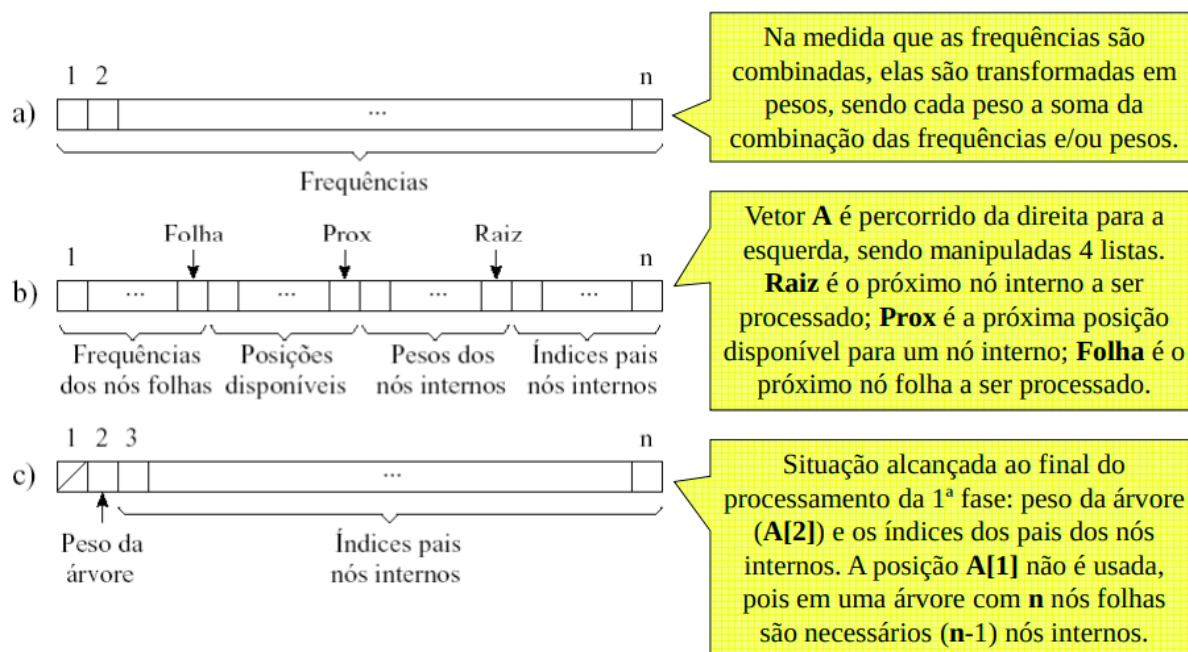 1 2 n
a) ...
Frequências
Na medida que as frequências são
combinadas, elas são transformadas em
pesos, sendo cada peso a soma da
combinação das frequências e/ou pesos.
Folha Prox Raiz
1 n
b) ... ... ... ...
Frequências Posições Pesos dos Índices pais
dos nós folhas disponíveis nós internos nós internos
Vetor A é percorrido da direita para a
esquerda, sendo manipuladas 4 listas.
Raiz é o próximo nó interno a ser
processado; Prox é a próxima posição
disponível para um nó interno; Folha é o
próximo nó folha a ser processado.
1 2 3 n
c) ...
Peso da Índices pais
árvore nós internos
Situação alcançada ao final do
processamento da 1ª fase: peso da árvore
(A[2]) e os índices dos pais dos nós
internos. A posição A[1] não é usada,
pois em uma árvore com n nós folhas
são necessários (n-1) nós internos.